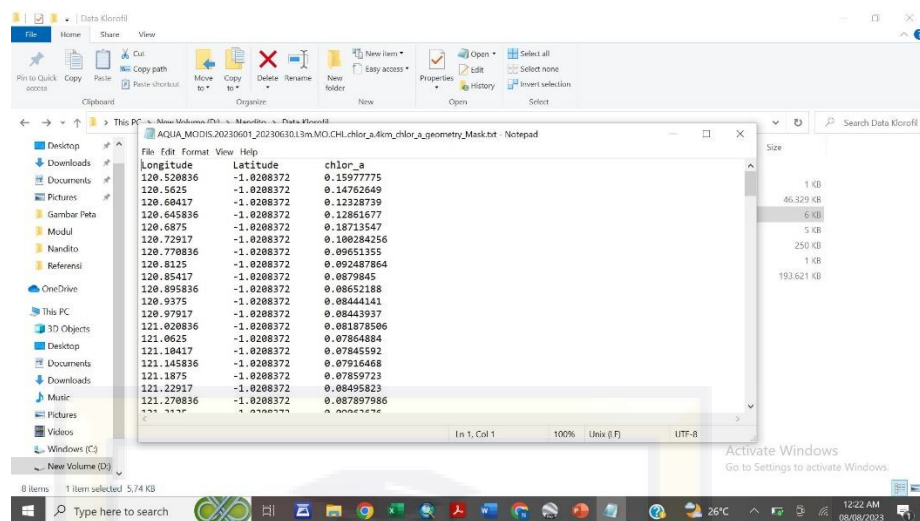 Data Klorofil
File Home Share View
Pin to Quick access
Copy
Paste
Cut
Copy path
Paste shortcut
Move to
Copy to
Delete
Rename
New folder
New item
Easy access
Properties
Open
Edit
History
Select all
Select none
Invert selection
Clipboard Organize New Open Select
This PC > New Volume (D:) > Nandito > Data Klorofil
Search Data Klorofil
AQUA_MODIS.20230601_20230630.L3m.MO.CHL.chlor_a.4km_chlor_a_geometry_Mask.txt - Notepad
File Edit Format View Help
Longitude Latitude chlor_a
120.520836 -1.0208372 0.15977775
120.5625 -1.0208372 0.14762649
120.60417 -1.0208372 0.12328739
120.645836 -1.0208372 0.12861677
120.6875 -1.0208372 0.18713547
120.72917 -1.0208372 0.100284256
120.770836 -1.0208372 0.09651355
120.8125 -1.0208372 0.092487864
120.85417 -1.0208372 0.0879845
120.895836 -1.0208372 0.08652188
120.9375 -1.0208372 0.08444141
120.97917 -1.0208372 0.08443937
121.020836 -1.0208372 0.081878506
121.0625 -1.0208372 0.07864884
121.10417 -1.0208372 0.07845592
121.145836 -1.0208372 0.07916468
121.1875 -1.0208372 0.07859723
121.22917 -1.0208372 0.08495823
121.270836 -1.0208372 0.087897986
Ln 1, Col 1 100% Unix (LF) UTF-8
Desktop
Downloads
Documents
Pictures
Gambar Peta
Modul
Nandito
Referensi
OneDrive
This PC
3D Objects
Desktop
Documents
Downloads
Music
Pictures
Videos
Windows (C:)
New Volume (D:)
Size
1 KB
46.329 KB
6 KB
5 KB
250 KB
1 KB
193.621 KB
Activate Windows
Go to Settings to activate Windows.
8 items 1 item selected 5,74 KB
Type here to search
26°C
12:22 AM
08/08/2023